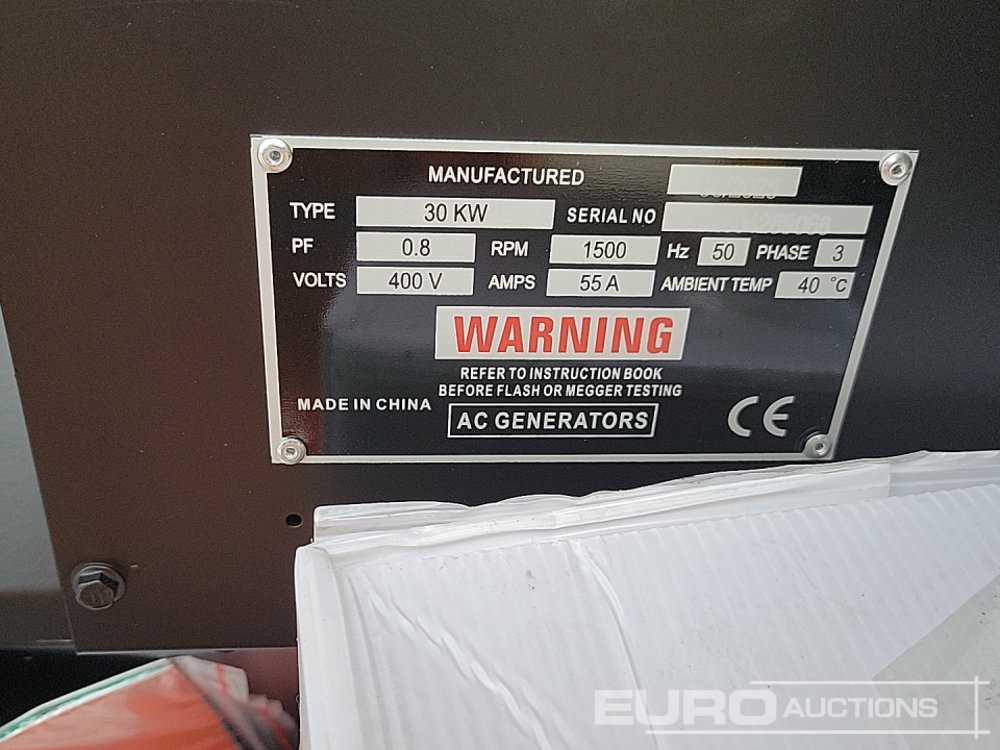 MANUFACTURED
TYPE 30 KW SERIAL NO
PF 0.8 RPM 1500 Hz 50 PHASE 3
VOLTS 400 V AMPS 55 A AMBIENT TEMP 40 °C
WARNING
REFER TO INSTRUCTION BOOK
BEFORE FLASH OR MEGGER TESTING
MADE IN CHINA
AC GENERATORS
CE
EURO AUCTIONS